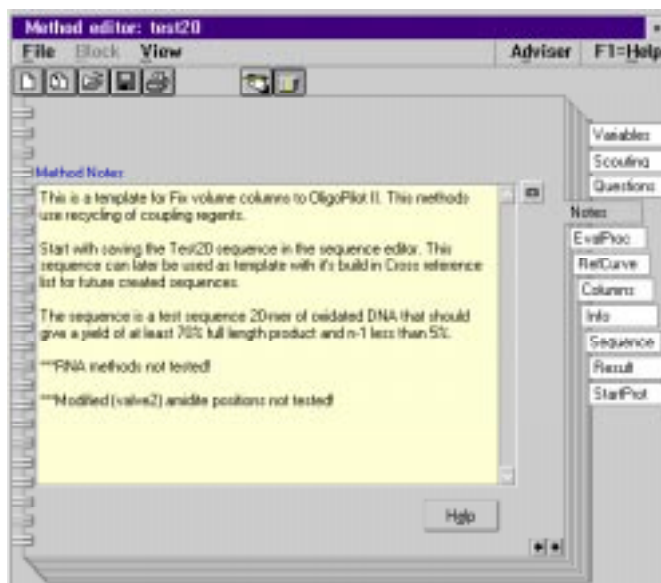 Method editor: test20
File Block View Adviser F1=Help
Variables
Scouting
Questions
Notes
EvalProc
RefCurve
Columns
Info
Sequence
Result
StartProt
Method Notes
This is a template for Fix volume columns to OligoPilot II. This methods
use recycling of coupling regents.
Start with saving the Test20 sequence in the sequence editor. This
sequence can later be used as template with it's build in Cross reference
list for future created sequences.
The sequence is a test sequence 20-mer of oxidated DNA that should
give a yield of at least 70% full length product and n-1 less than 5%.
***RNA methods not tested!
***Modified (valve2) amidite positions not tested!
Help